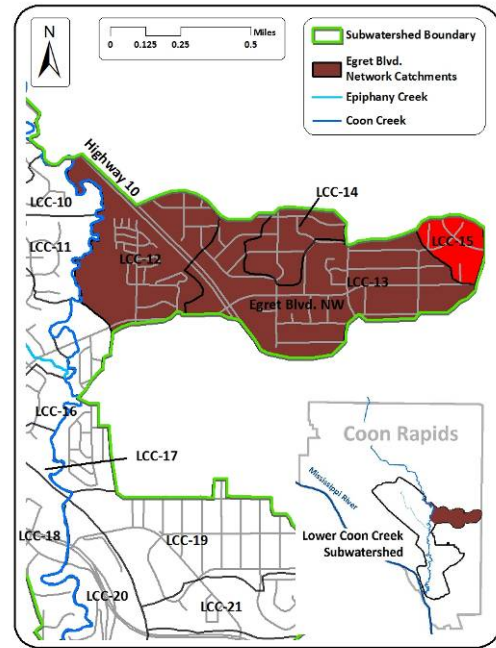 N
Miles
0 0.125 0.25 0.5
Subwatershed Boundary
Egret Blvd.
Network Catchments
Epiphany Creek
Coon Creek
Highway 10
LCC-10
LCC-14
LCC-11
LCC-15
LCC-12
LCC-13
Egret Blvd. NW
LCC-16
LCC-17
Coon Rapids
Mississippi River
LCC-18
LCC-19
Lower Coon Creek
Subwatershed
LCC-20
LCC-21